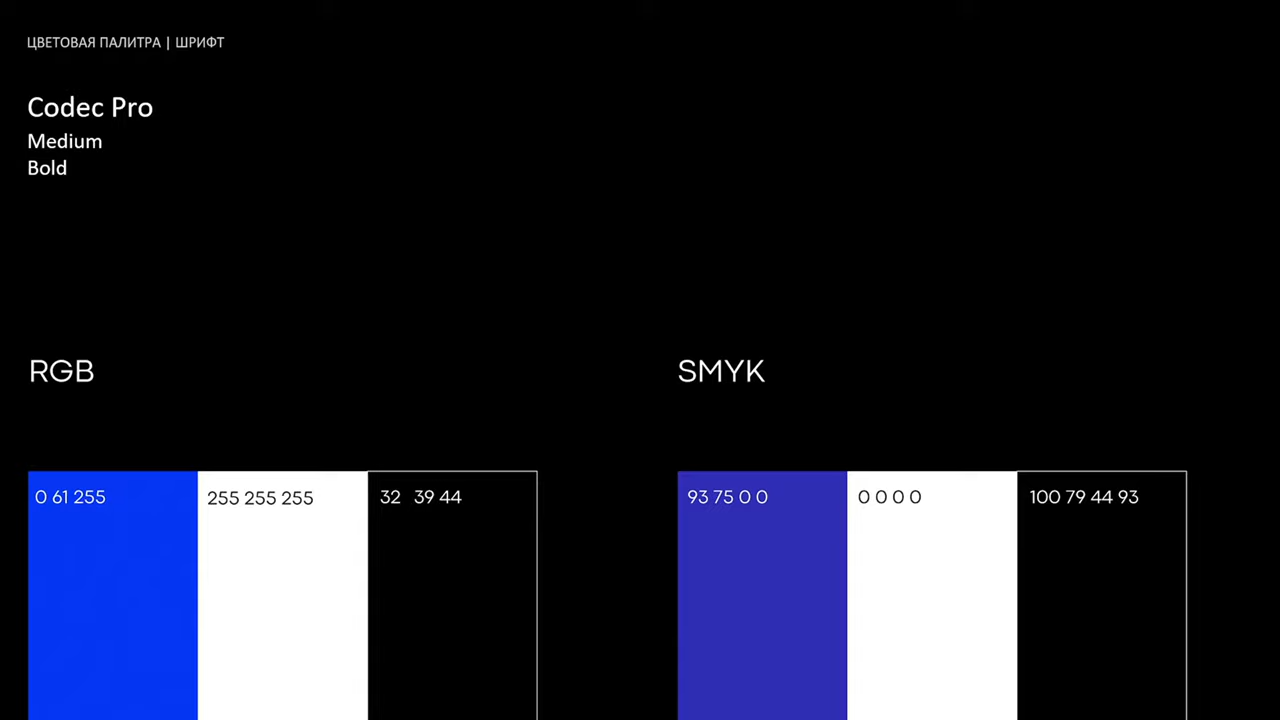 ЦВЕТОВАЯ ПАЛИТРА | ШРИФТ
Codec Pro
Medium
Bold
RGB
0 61 255
255 255 255
32 39 44
SMYK
93 75 0 0
0 0 0 0
100 79 44 93